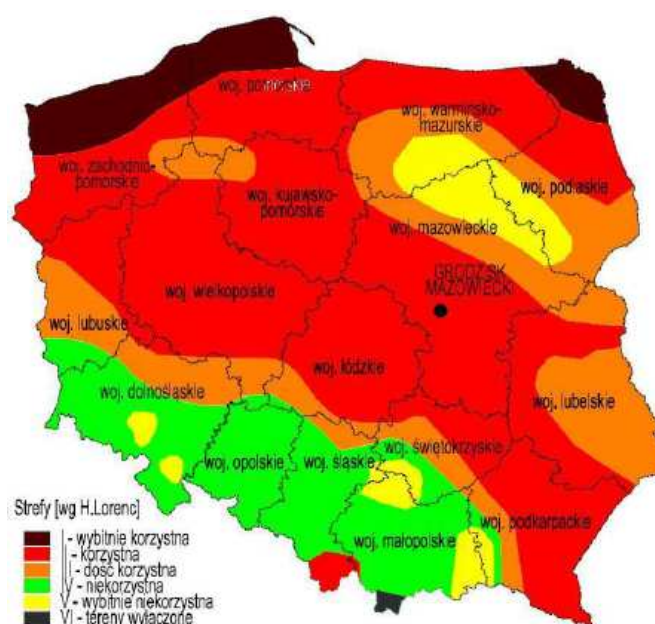 woj. pomorskie
woj. warmińsko-
mazurskie
woj. zachodnio-
pomorskie
woj. podlaskie
woj. kujawsko-
pomorskie
woj. mazowieckie
GRODZISK
MAZOWIECKI
woj. wielkopolskie
woj. lubuskie
woj. łódzkie
woj. dolnośląskie
woj. lubelskie
woj. świętokrzyskie
woj. opolskie
woj. śląskie
woj. podkarpackie
woj. małopolskie
Strefy [wg H.Lorenc]
I - wybitnie korzystna
II - korzystna
III - dość korzystna
IV - niekorzystna
V - wybitnie niekorzystna
VI - tereny wyłączone